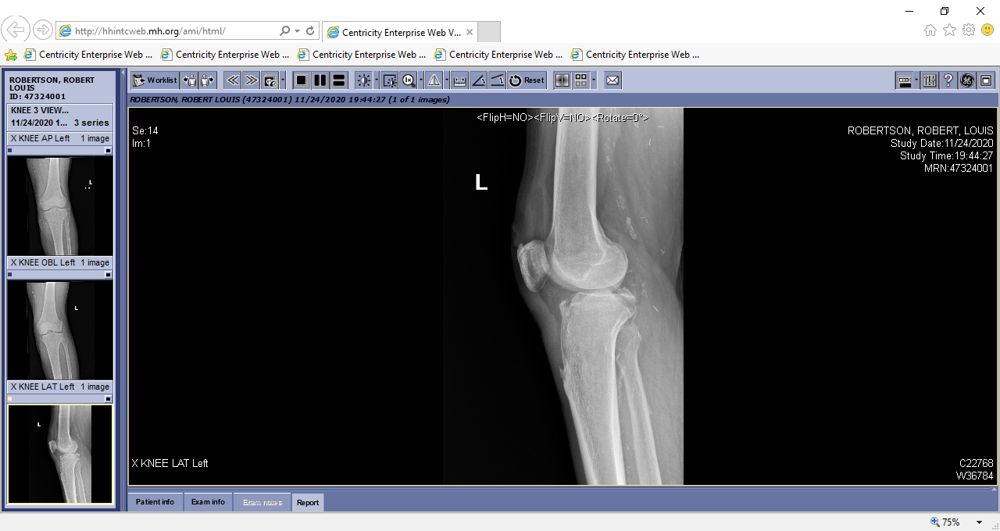 http://hhintcweb.mh.org/ami/html/
Centricity Enterprise Web V...
Centricity Enterprise Web ...
Centricity Enterprise Web ...
Centricity Enterprise Web ...
Centricity Enterprise Web ...
Centricity Enterprise Web ...
ROBERTSON, ROBERT
LOUIS
ID: 47324001
KNEE 3 VIEW...
11/24/2020 1... 3 series
X KNEE AP Left 1 image
L
X KNEE OBL Left 1 image
L
X KNEE LAT Left 1 image
L
Worklist
Reset
ROBERTSON, ROBERT LOUIS (47324001) 11/24/2020 19:44:27 (1 of 1 images)
<FlipH=NO><FlipV=NO><Rotate=0°>
Se:14
Im:1
ROBERTSON, ROBERT, LOUIS
Study Date:11/24/2020
Study Time:19:44:27
MRN:47324001
L
X KNEE LAT Left
C22768
W36784
Patient info Exam info Exam notes Report
75%